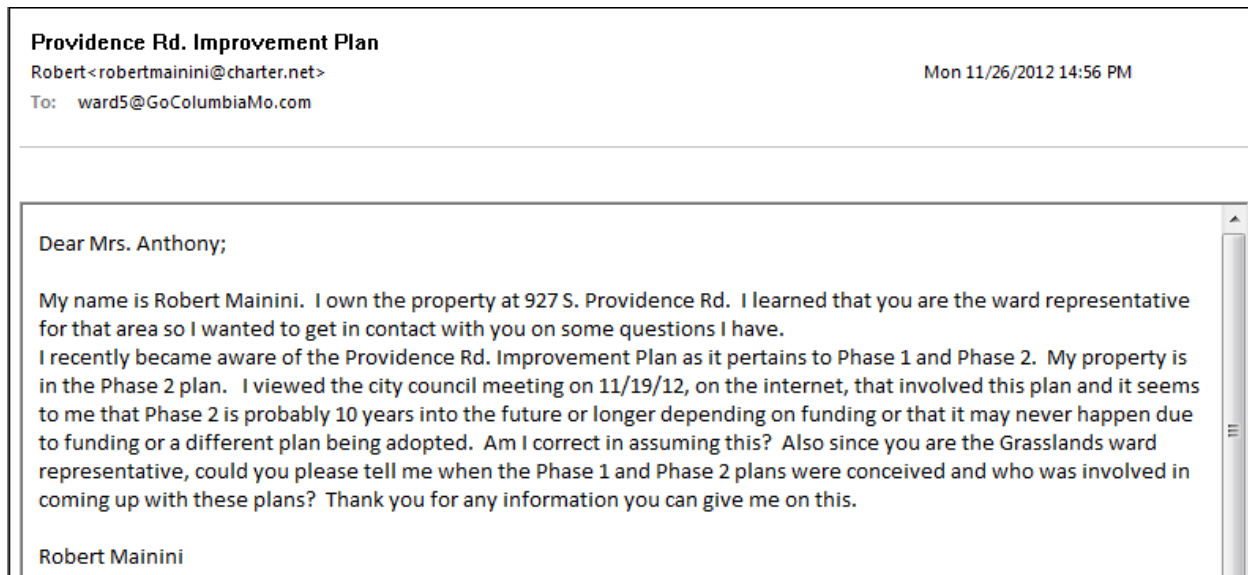 Providence Rd. Improvement Plan
Robert<robertmainini@charter.net>
Mon 11/26/2012 14:56 PM
To: ward5@GoColumbiaMo.com
Dear Mrs. Anthony;
My name is Robert Mainini. I own the property at 927 S. Providence Rd. I learned that you are the ward representative
for that area so I wanted to get in contact with you on some questions I have.
I recently became aware of the Providence Rd. Improvement Plan as it pertains to Phase 1 and Phase 2. My property is
in the Phase 2 plan. I viewed the city council meeting on 11/19/12, on the internet, that involved this plan and it seems
to me that Phase 2 is probably 10 years into the future or longer depending on funding or that it may never happen due
to funding or a different plan being adopted. Am I correct in assuming this? Also since you are the Grasslands ward
representative, could you please tell me when the Phase 1 and Phase 2 plans were conceived and who was involved in
coming up with these plans? Thank you for any information you can give me on this.
Robert Mainini